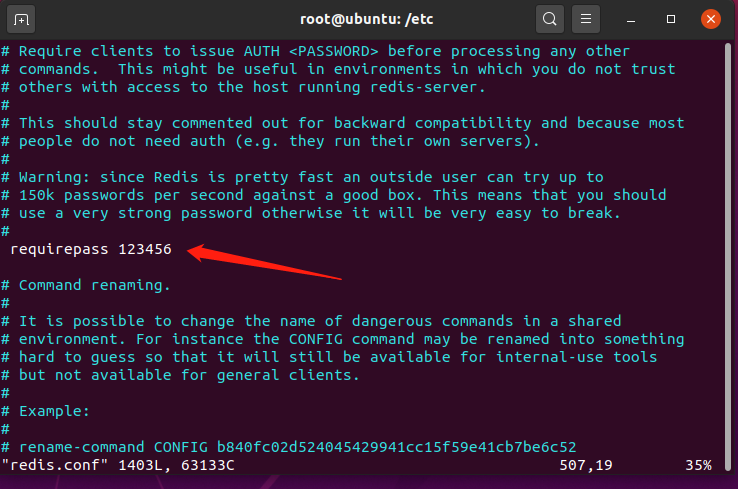 root@ubuntu: /etc
# Require clients to issue AUTH <PASSWORD> before processing any other
# commands.  This might be useful in environments in which you do not trust
# others with access to the host running redis-server.
#
# This should stay commented out for backward compatibility and because most
# people do not need auth (e.g. they run their own servers).
#
# Warning: since Redis is pretty fast an outside user can try up to
# 150k passwords per second against a good box. This means that you should
# use a very strong password otherwise it will be very easy to break.
#
 requirepass 123456
# Command renaming.
#
# It is possible to change the name of dangerous commands in a shared
# environment. For instance the CONFIG command may be renamed into something
# hard to guess so that it will still be available for internal-use tools
# but not available for general clients.
#
# Example:
#
# rename-command CONFIG b840fc02d524045429941cc15f59e41cb7be6c52
"redis.conf" 1403L, 63133C 507,19 35%